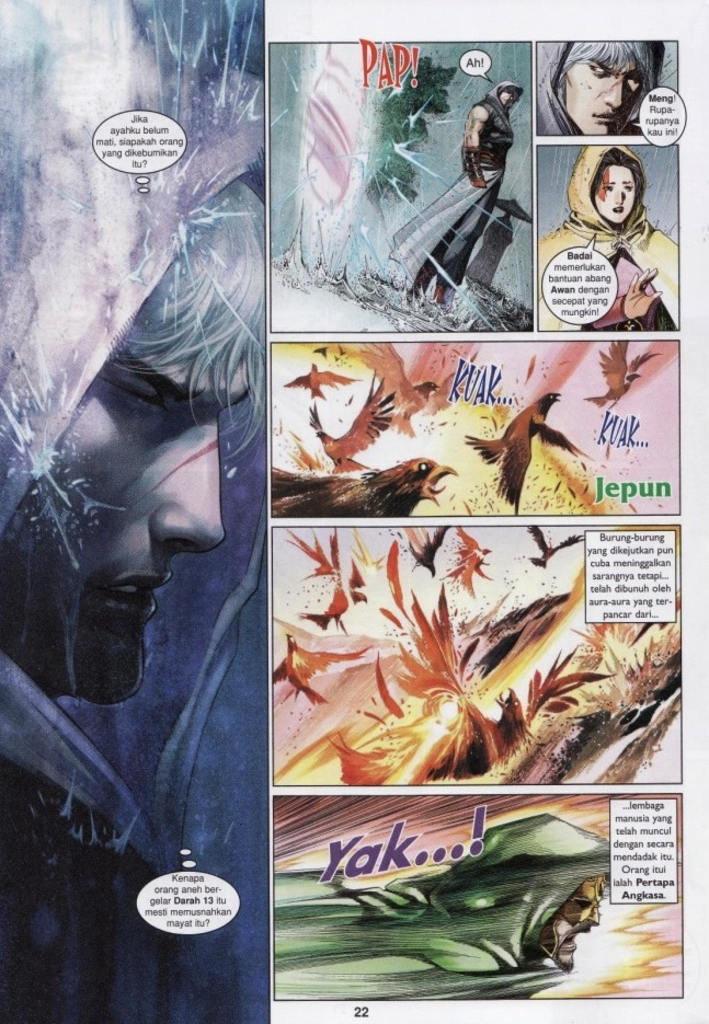 Jika
ayahku belum
mati, siapakah orang
yang dikebumikan
itu?
Kenapa
orang aneh ber-
gelar Darah 13 itu
mesti memusnahkan
mayat itu?
PAP!
Ah!
Meng!
Rupa-
rupanya
kau ini!
Badai
memerlukan
bantuan abang
Awan dengan
secepat yang
mungkin!
KUAK...
KUAK...
Jepun
Burung-burung
yang dikejutkan pun
cuba meninggalkan
sarangnya tetapi...
telah dibunuh oleh
aura-aura yang ter-
pancar dari...
Yak...!
...lembaga
manusia yang
telah muncul
dengan secara
mendadak itu.
Orang itu
ialah Pertapa
Angkasa.
22